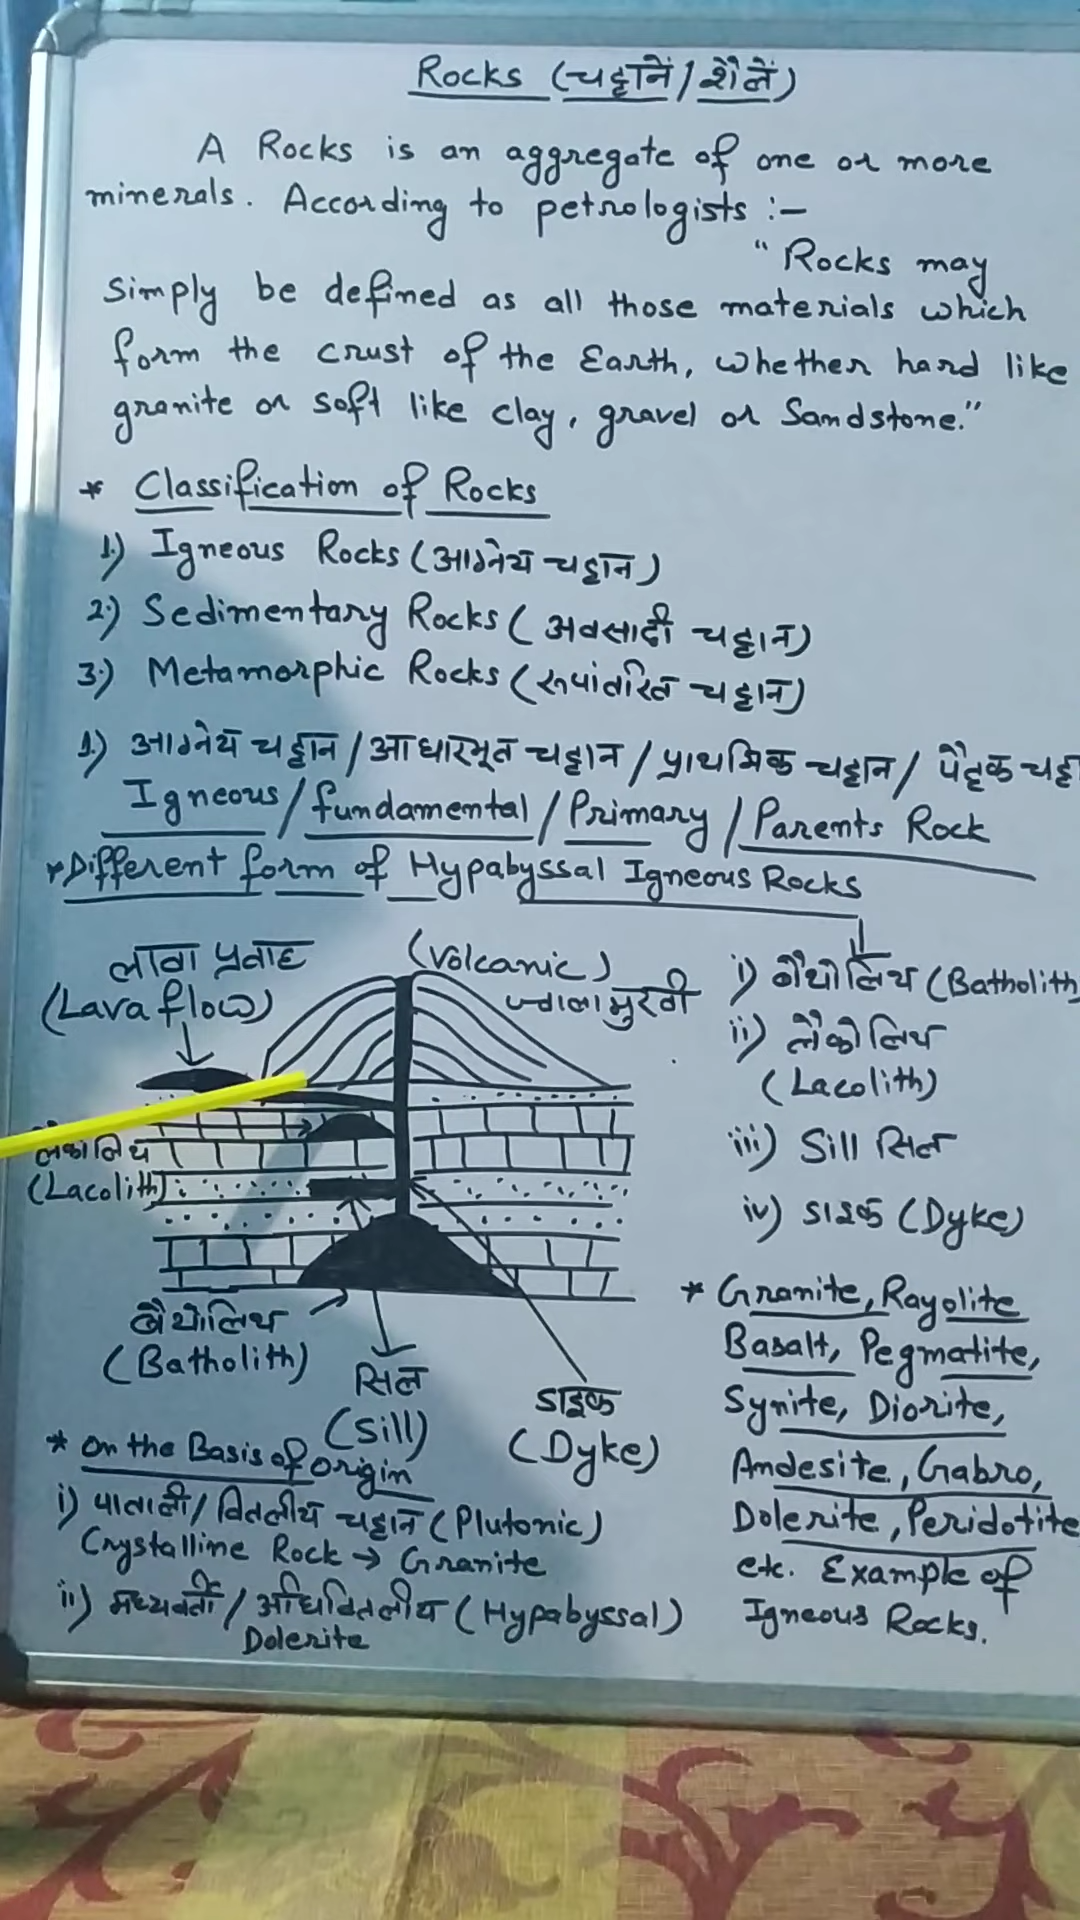 Rocks (चट्टानें/शैलें)
A Rocks is an aggregate of one or more
minerals. According to petrologists :-
"Rocks may
Simply be defined as all those materials which
form the crust of the Earth, whether hard like
granite or soft like clay, gravel or Sandstone."
* Classification of Rocks
1.) Igneous Rocks (आग्नेय चट्टान)
2.) Sedimentary Rocks (अवसादी चट्टान)
3.) Metamorphic Rocks (रूपांतरित चट्टान)
1.) आग्नेय चट्टान/आधारभूत चट्टान/प्राथमिक चट्टान/पैतृक
Igneous/fundamental/Primary/Parents Rock
* Different form of Hypabyssal Igneous Rocks
लावा प्रवाह
(Lava flow)
(Volcanic)
ज्वालामुखी
लैकोलिथ
(Lacolith)
बैथोलिथ
(Batholith)
सिल
(Sill)
डाइक
(Dyke)
i) बैथोलिथ (Batholith)
ii) लैकोलिथ
(Lacolith)
iii) Sill सिल
iv) डाइक (Dyke)
* Granite, Rayolite
Basalt, Pegmatite,
Synite, Diorite,
Andesite, Gabro,
Dolerite, Peridotite
etc. Example of
Igneous Rocks.
* On the Basis of Origin
i) पाताली/वितलीय चट्टान (Plutonic)
Crystalline Rock → Granite
ii) मध्यवर्ती/अधिवितलीय (Hypabyssal)
Dolerite